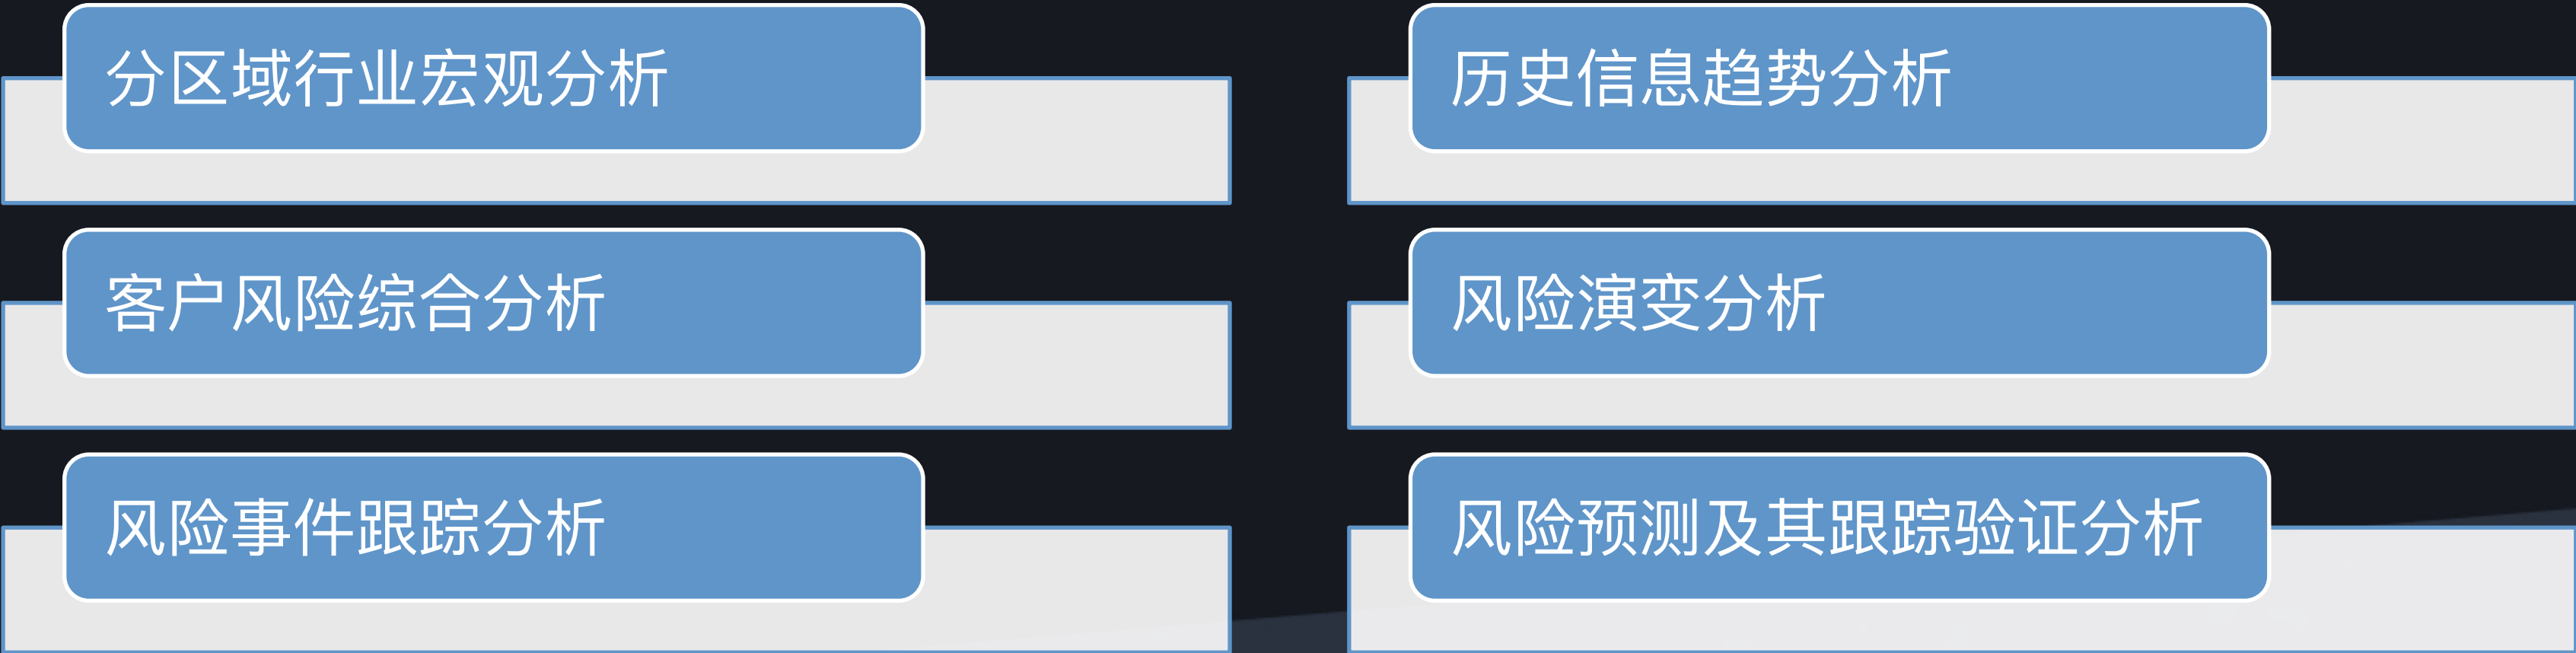 分区域行业宏观分析
历史信息趋势分析
客户风险综合分析
风险演变分析
风险事件跟踪分析
风险预测及其跟踪验证分析